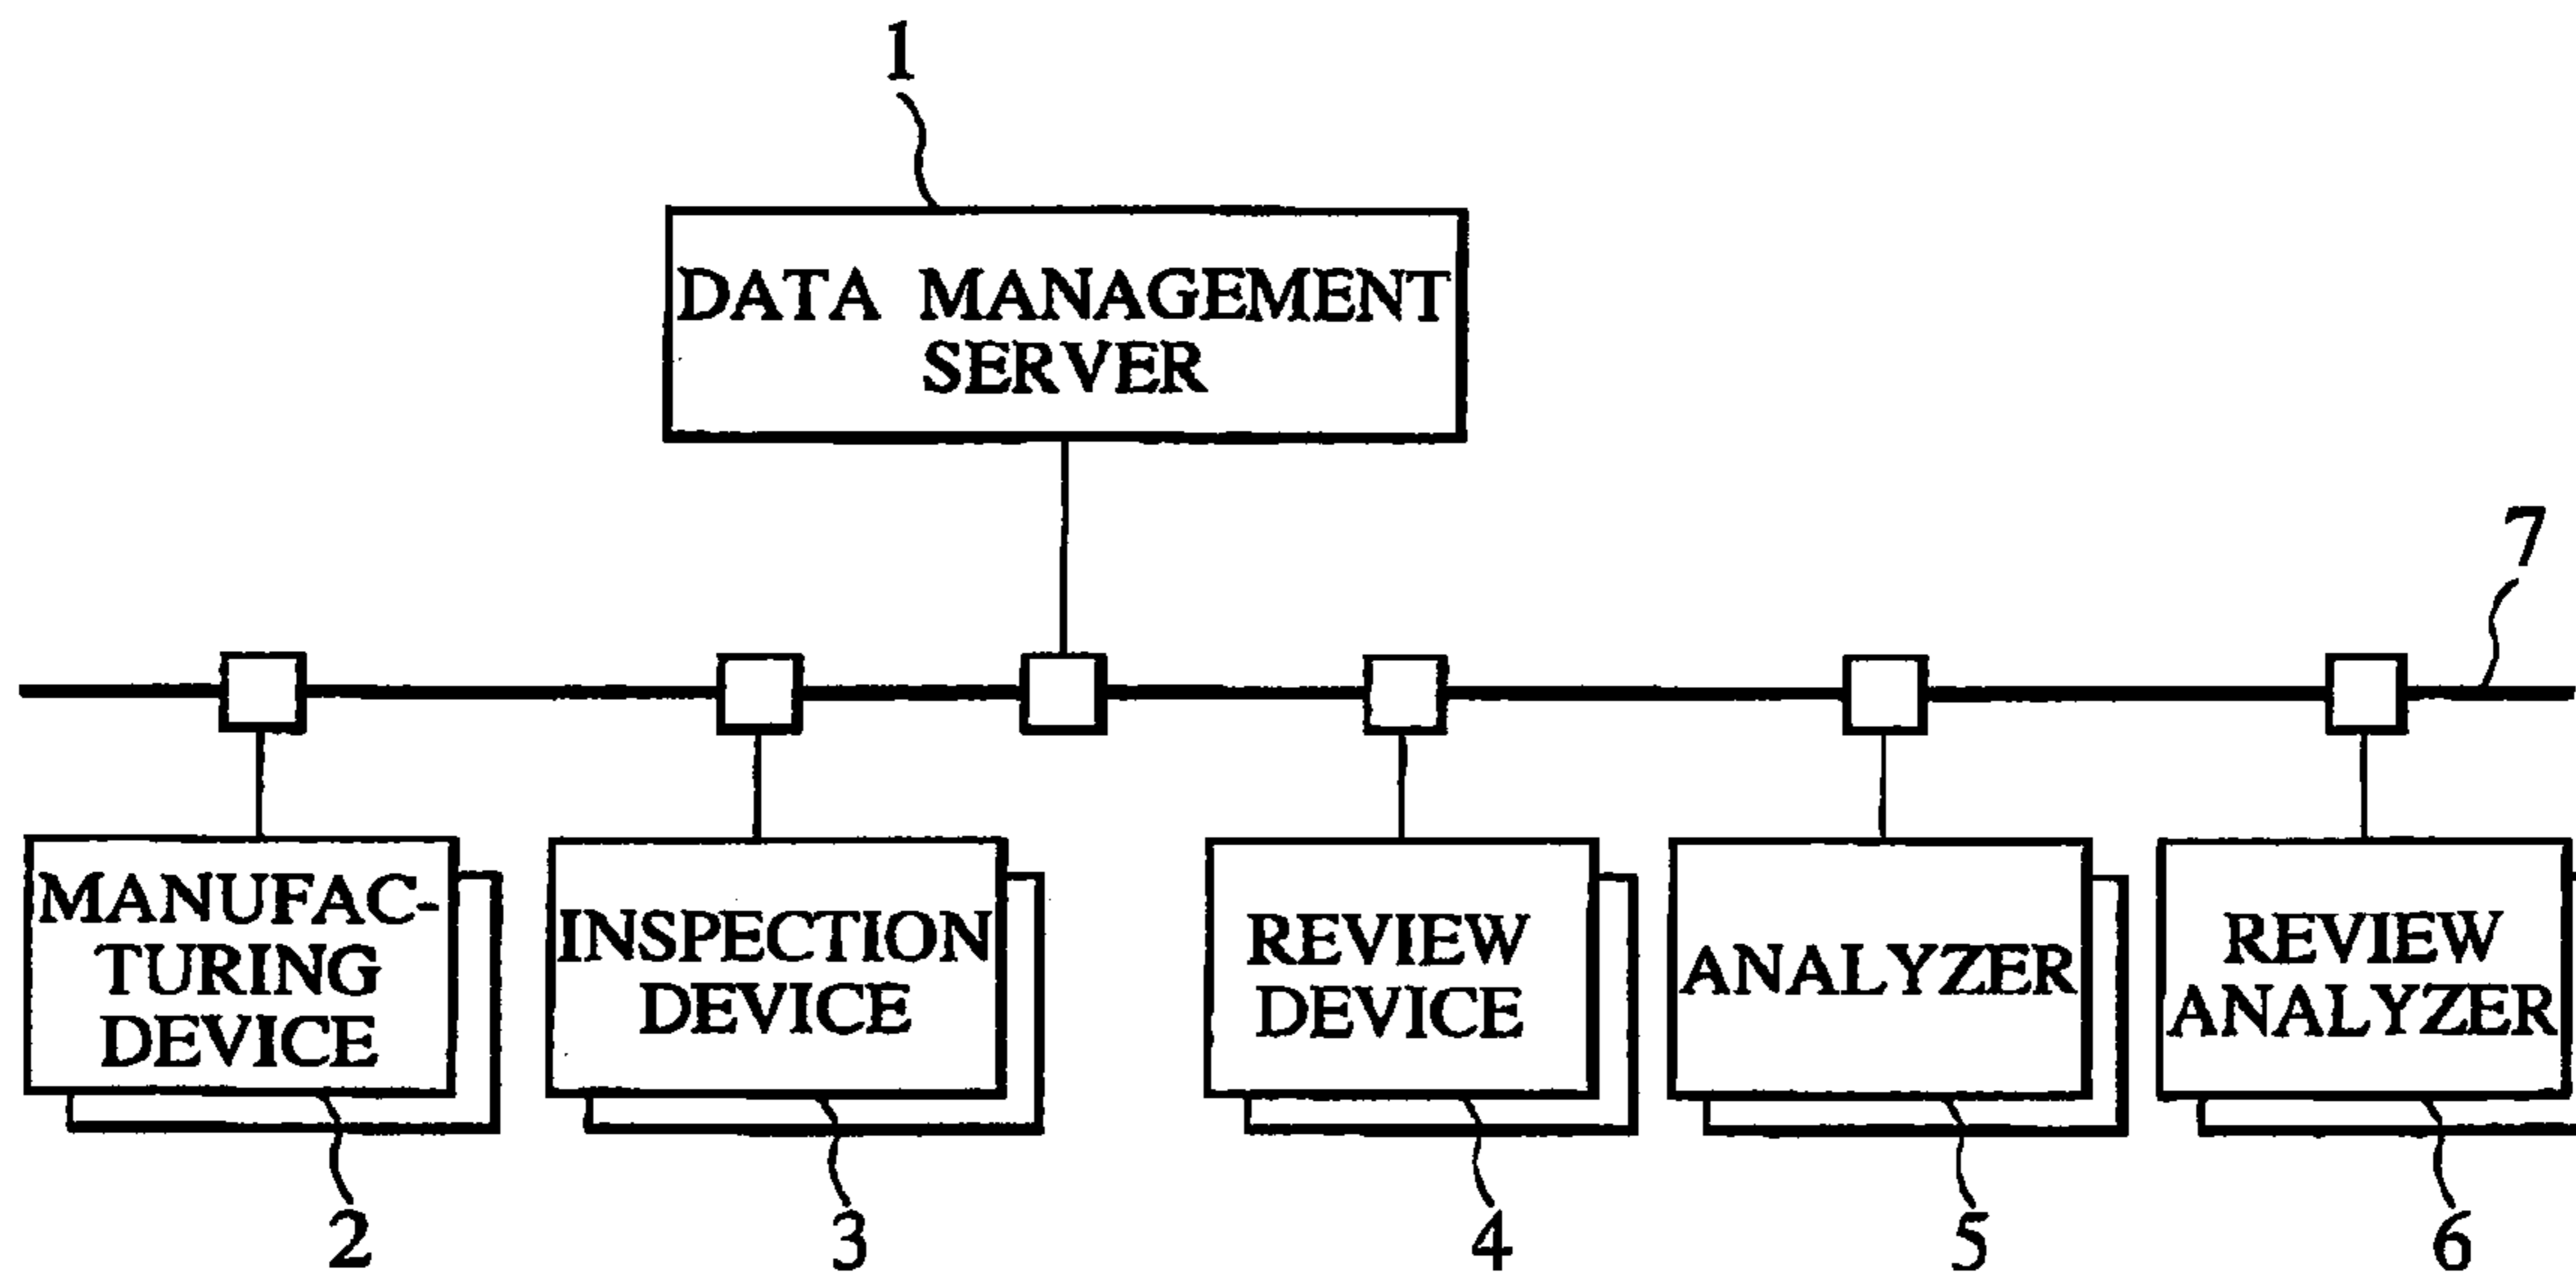 1
DATA MANAGEMENT
SERVER
7
MANUFAC-
TURING
DEVICE
INSPECTION
DEVICE
REVIEW
DEVICE
ANALYZER
REVIEW
ANALYZER
2
3
4
5
6